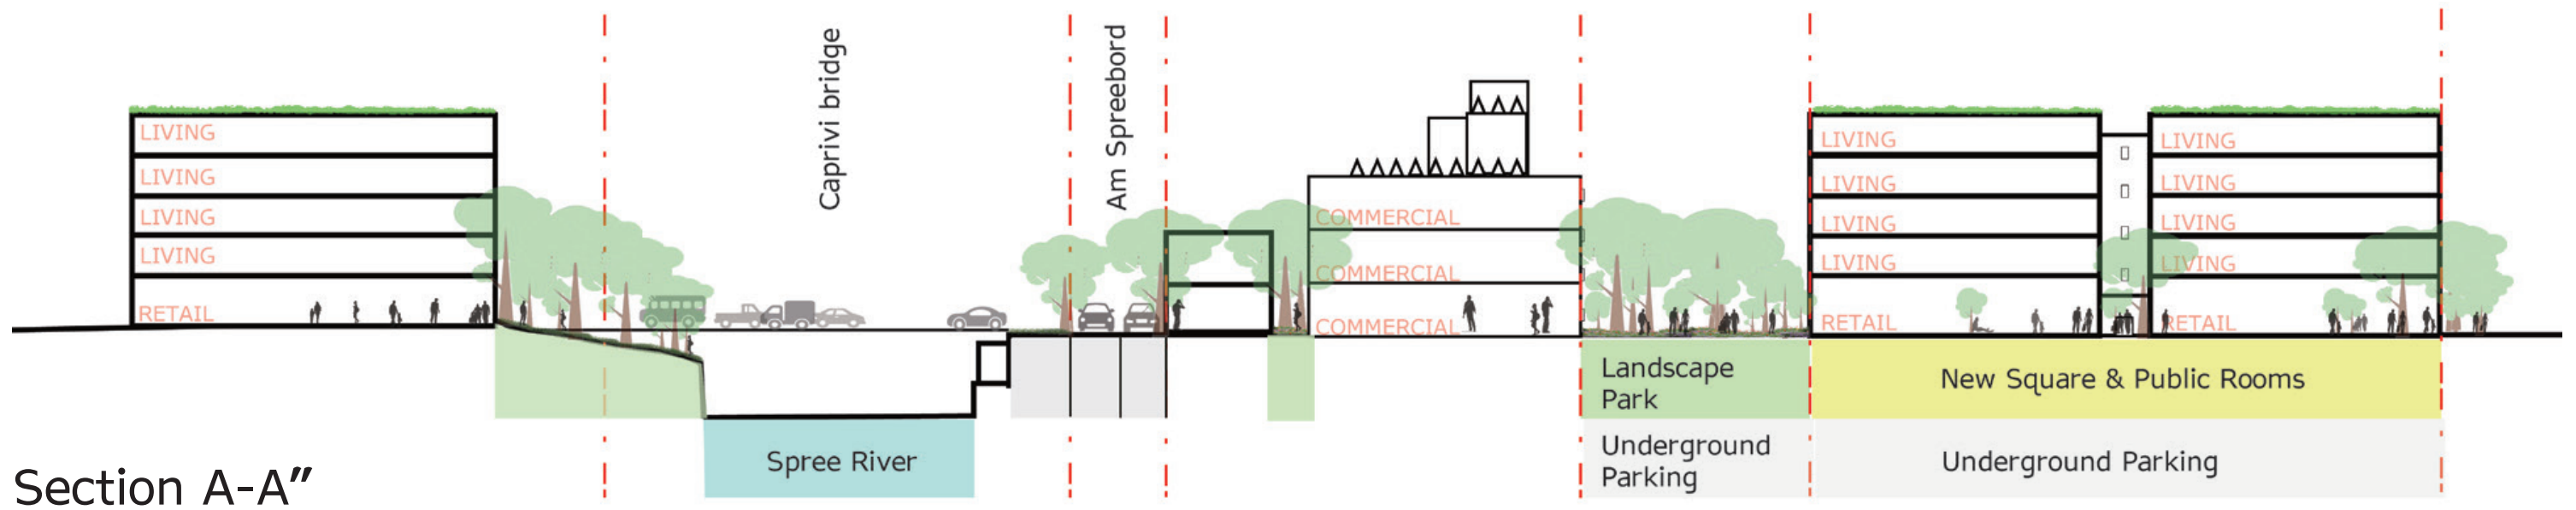 Caprivi bridge
Am Spreebord
LIVING
LIVING
LIVING
LIVING
RETAIL
COMMERCIAL
COMMERCIAL
COMMERCIAL
LIVING
LIVING
LIVING
LIVING
RETAIL
LIVING
LIVING
LIVING
LIVING
RETAIL
Landscape
Park
New Square & Public Rooms
Spree River
Underground
Parking
Underground Parking
Section A-A″